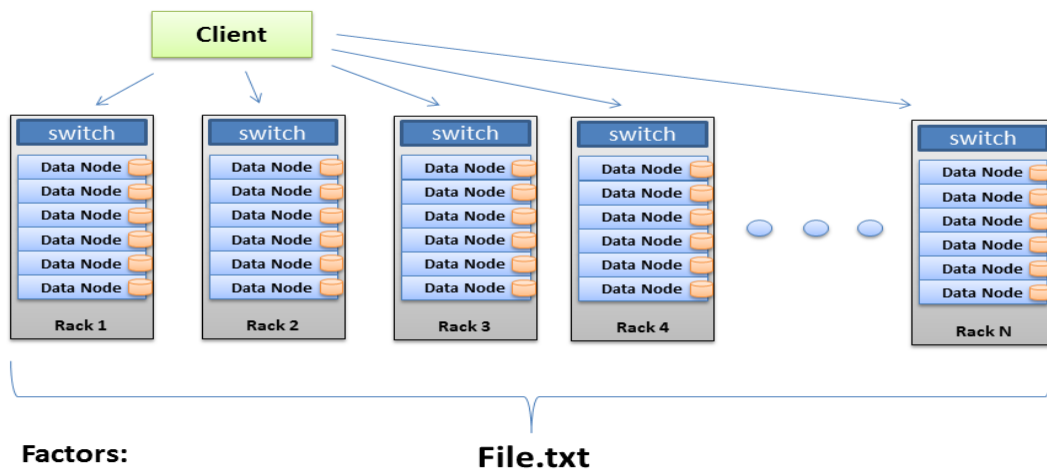 Client
switch switch switch switch switch
Data Node Data Node Data Node Data Node Data Node
Data Node Data Node Data Node Data Node Data Node
Data Node Data Node Data Node Data Node Data Node
Data Node Data Node Data Node Data Node Data Node
Data Node Data Node Data Node Data Node Data Node
Data Node Data Node Data Node Data Node Data Node
Rack 1 Rack 2 Rack 3 Rack 4 Rack N
Factors: File.txt